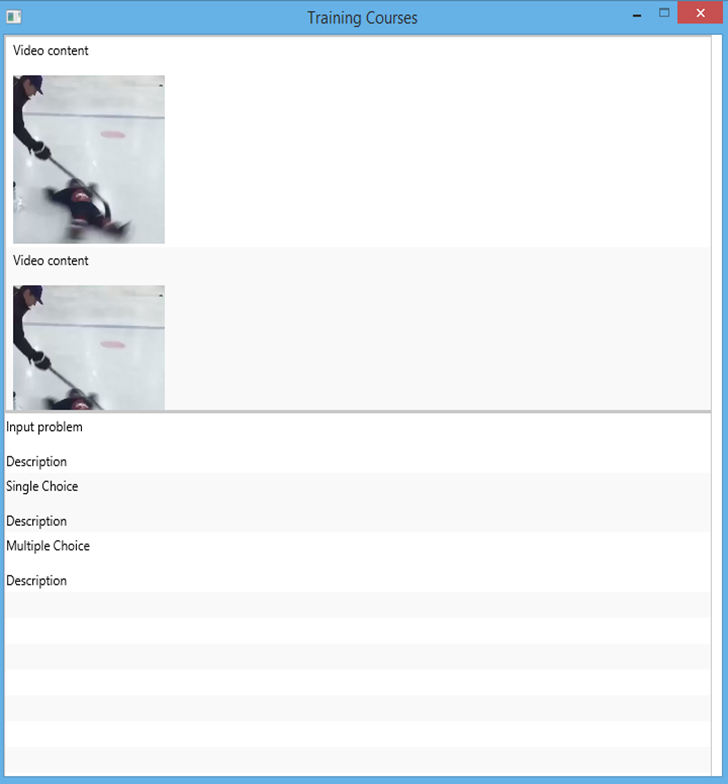 Training Courses
Video content
Video content
Input problem
Description
Single Choice
Description
Multiple Choice
Description